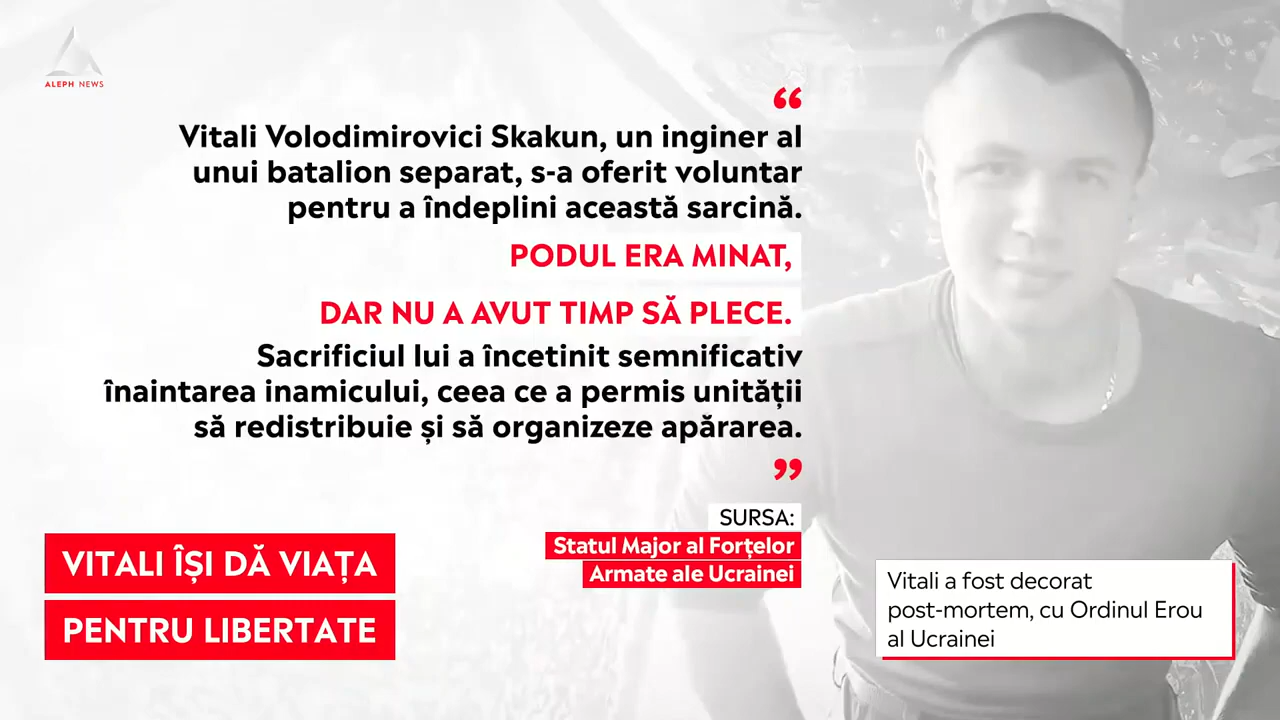 ALEPH NEWS
“
Vitali Volodimirovici Skakun, un inginer al
unui batalion separat, s-a oferit voluntar
pentru a îndeplini această sarcină.
PODUL ERA MINAT,
DAR NU A AVUT TIMP SĂ PLECE.
Sacrificiul lui a încetinit semnificativ
înaintarea inamicului, ceea ce a permis unității
să redistribuie și să organizeze apărarea.
”
SURSA:
Statul Major al Forțelor
Armate ale Ucrainei
VITALI ÎȘI DĂ VIAȚA
PENTRU LIBERTATE
Vitali a fost decorat
post-mortem, cu Ordinul Erou
al Ucrainei